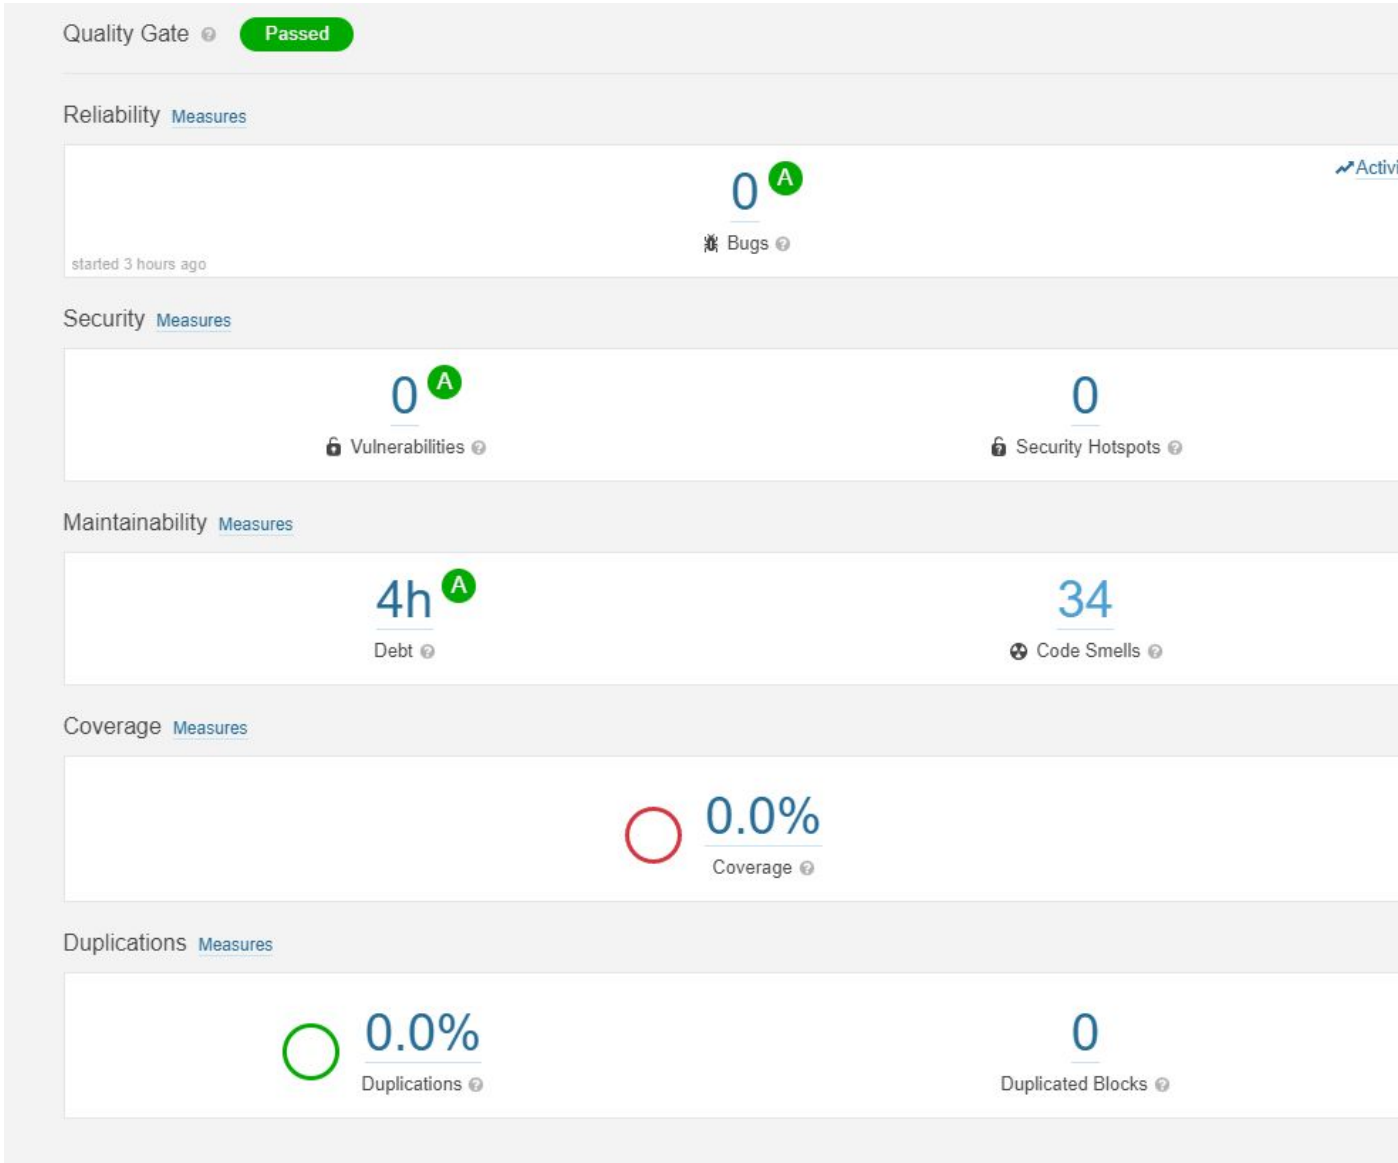 Quality Gate Passed
Reliability Measures
Activi
0 A
Bugs
started 3 hours ago
Security Measures
0 A
0
Vulnerabilities
Security Hotspots
Maintainability Measures
4h A
34
Debt
Code Smells
Coverage Measures
0.0%
Coverage
Duplications Measures
0.0%
0
Duplications
Duplicated Blocks